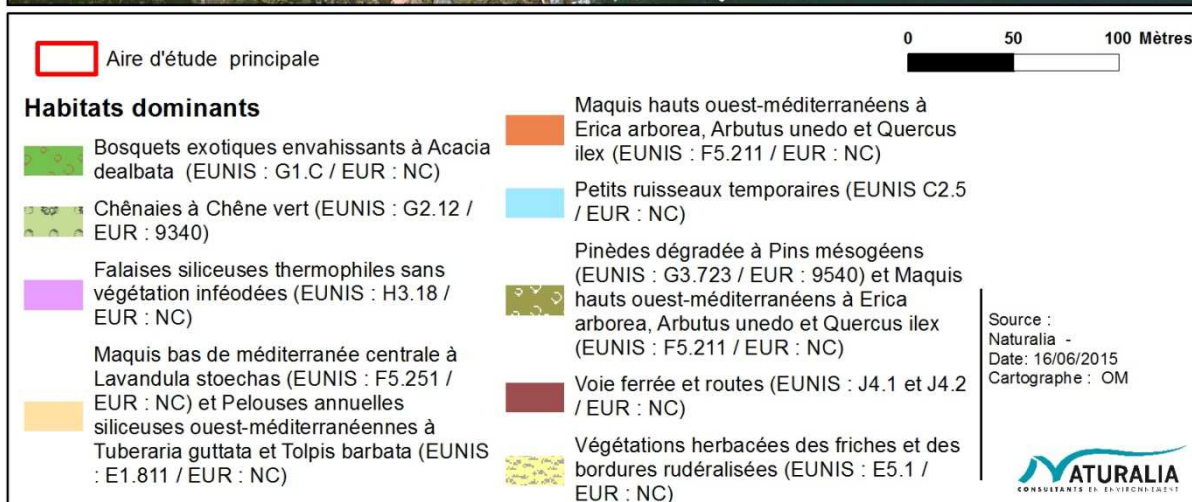 0 50 100 Mètres
Aire d'étude principale
Habitats dominants
Bosquets exotiques envahissants à Acacia
dealbata (EUNIS : G1.C / EUR : NC)
Chênaies à Chêne vert (EUNIS : G2.12 /
EUR : 9340)
Falaises siliceuses thermophiles sans
végétation inféodées (EUNIS : H3.18 /
EUR : NC)
Maquis bas de méditerranée centrale à
Lavandula stoechas (EUNIS : F5.251 /
EUR : NC) et Pelouses annuelles
siliceuses ouest-méditerranéennes à
Tuberaria guttata et Tolpis barbata (EUNIS
: E1.811 / EUR : NC)
Maquis hauts ouest-méditerranéens à
Erica arborea, Arbutus unedo et Quercus
ilex (EUNIS : F5.211 / EUR : NC)
Petits ruisseaux temporaires (EUNIS C2.5
/ EUR : NC)
Pinèdes dégradée à Pins mésogéens
(EUNIS : G3.723 / EUR : 9540) et Maquis
hauts ouest-méditerranéens à Erica
arborea, Arbutus unedo et Quercus ilex
(EUNIS : F5.211 / EUR : NC)
Voie ferrée et routes (EUNIS : J4.1 et J4.2
/ EUR : NC)
Végétations herbacées des friches et des
bordures rudéralisées (EUNIS : E5.1 /
EUR : NC)
Source :
Naturalia -
Date: 16/06/2015
Cartographe : OM
NATURALIA
CONSULTANTS EN ENVIRONNEMENT